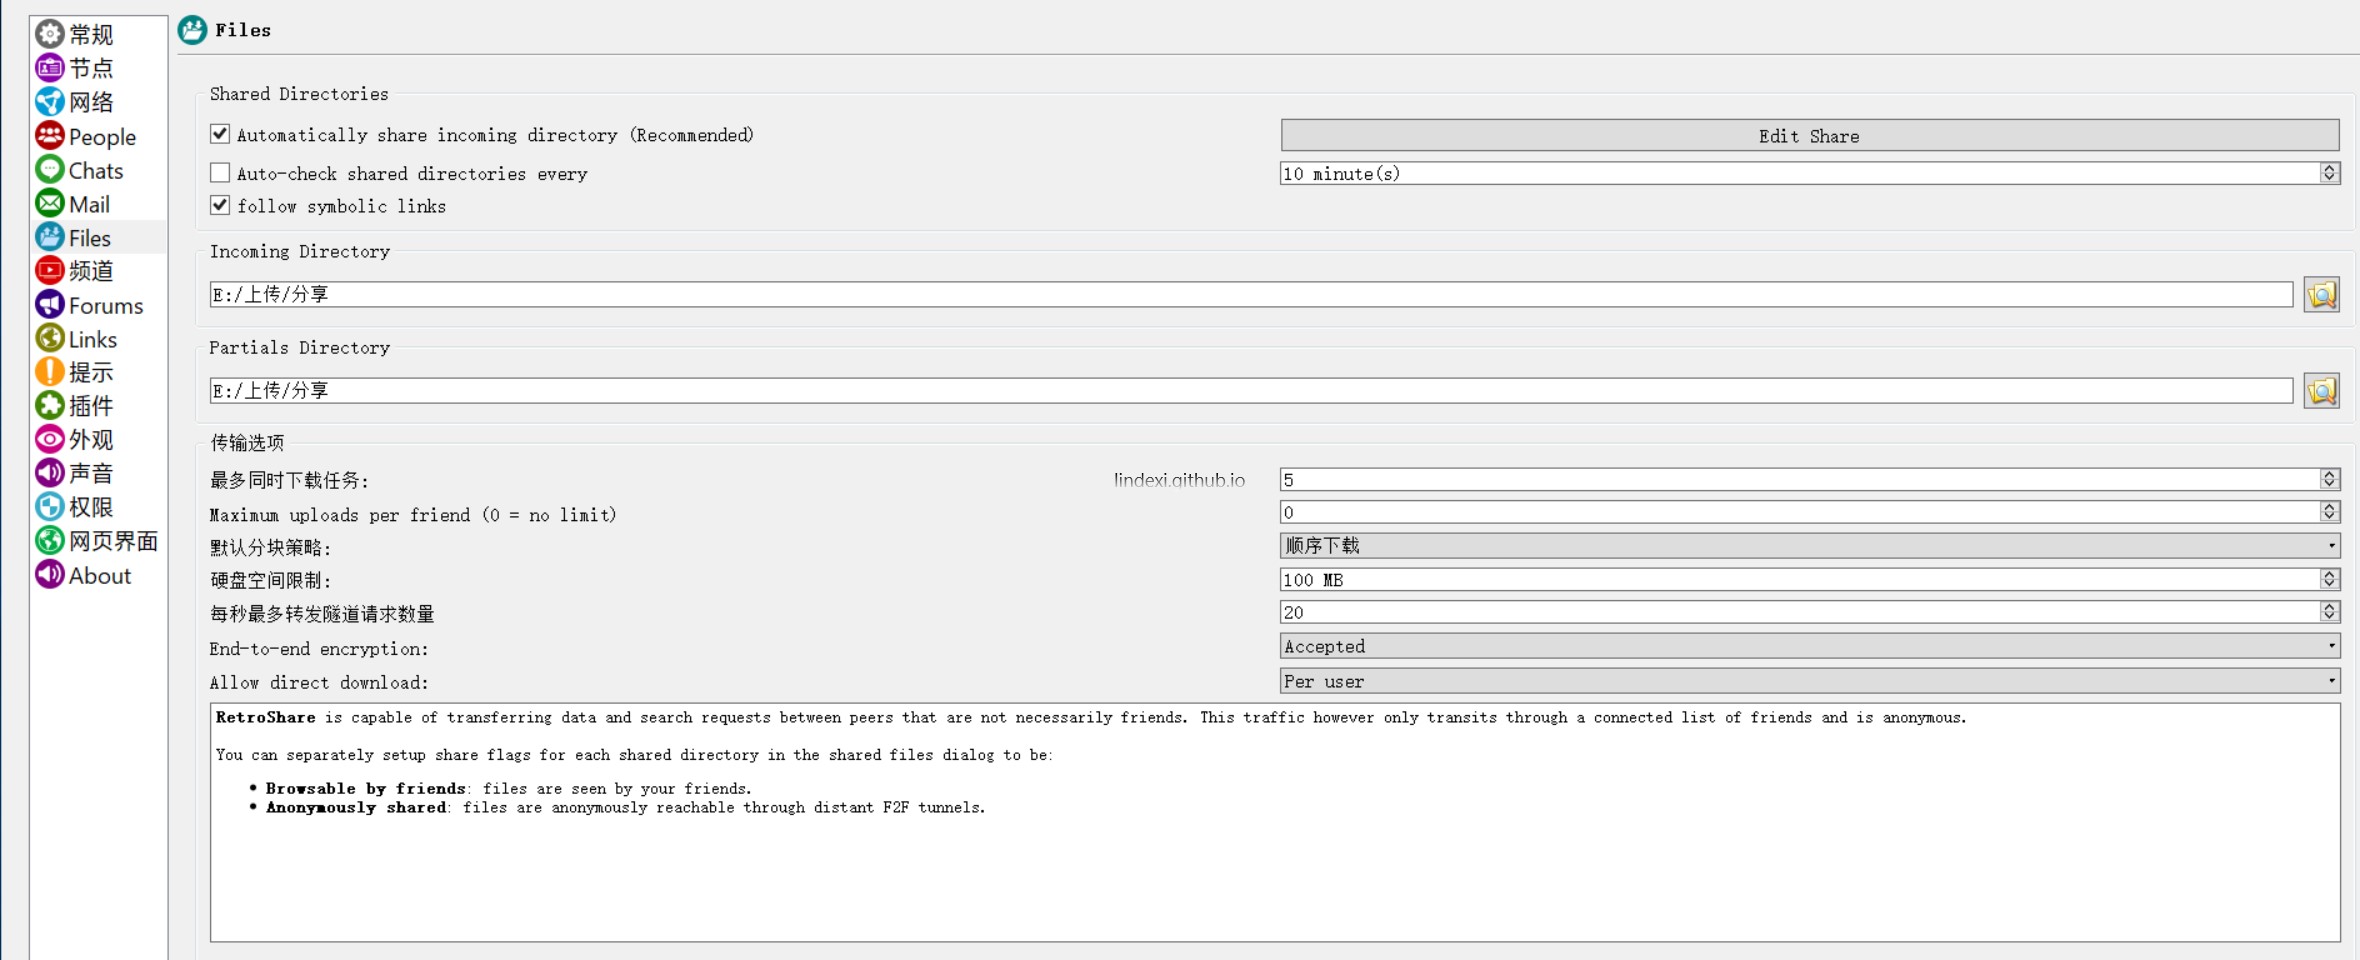 常规
节点
网络
People
Chats
Mail
Files
频道
Forums
Links
提示
插件
外观
声音
权限
网页界面
About
Files
Shared Directories
Automatically share incoming directory (Recommended)
Edit Share
Auto-check shared directories every
10 minute(s)
follow symbolic links
Incoming Directory
E:/上传/分享
Partials Directory
E:/上传/分享
传输选项
最多同时下载任务:
lindexi.github.io
5
Maximum uploads per friend (0 = no limit)
0
默认分块策略:
顺序下载
硬盘空间限制:
100 MB
每秒最多转发隧道请求数量
20
End-to-end encryption:
Accepted
Allow direct download:
Per user
RetroShare is capable of transferring data and search requests between peers that are not necessarily friends. This traffic however only transits through a connected list of friends and is anonymous.
You can separately setup share flags for each shared directory in the shared files dialog to be:
• Browsable by friends: files are seen by your friends.
• Anonymously shared: files are anonymously reachable through distant F2F tunnels.